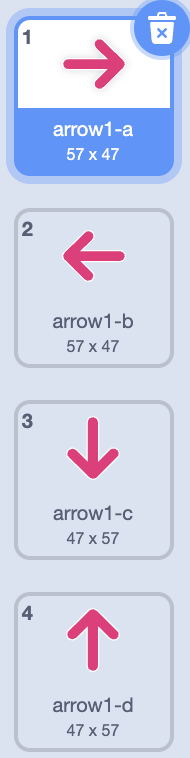 1
arrow1-a
57 x 47
2
arrow1-b
57 x 47
3
arrow1-c
47 x 57
4
arrow1-d
47 x 57